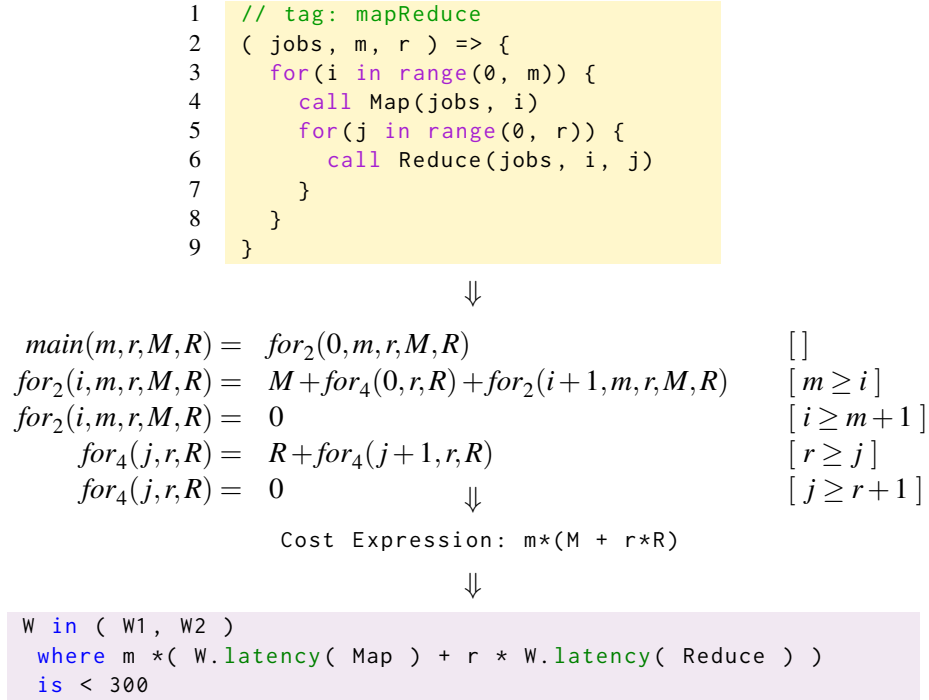 1 // tag: mapReduce
2 ( jobs, m, r ) => {
3 for(i in range(0, m)) {
4 call Map(jobs, i)
5 for(j in range(0, r)) {
6 call Reduce(jobs, i, j)
7 }
8 }
9 }
⇓
main(m,r,M,R) = for₂(0,m,r,M,R) [ ]
for₂(i,m,r,M,R) = M+for₄(0,r,R)+for₂(i+1,m,r,M,R) [ m ≥ i ]
for₂(i,m,r,M,R) = 0 [ i ≥ m+1 ]
for₄(j,r,R) = R+for₄(j+1,r,R) [ r ≥ j ]
for₄(j,r,R) = 0 [ j ≥ r+1 ]
⇓
Cost Expression: m*(M + r*R)
⇓
W in ( W1, W2 )
where m *( W.latency( Map ) + r * W.latency( Reduce ) )
is < 300